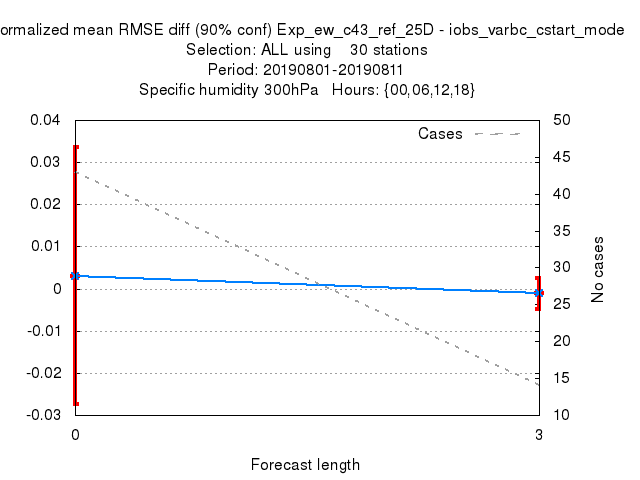 ormalized mean RMSE diff (90% conf) Exp_ew_c43_ref_25D - iobs_varbc_cstart_mode
Selection: ALL using 30 stations
Period: 20190801-20190811
Specific humidity 300hPa Hours: {00,06,12,18}
Cases
0.04
0.03
0.02
0.01
0
-0.01
-0.02
-0.03
50
45
40
35
30
25
20
15
10
No cases
0
3
Forecast length